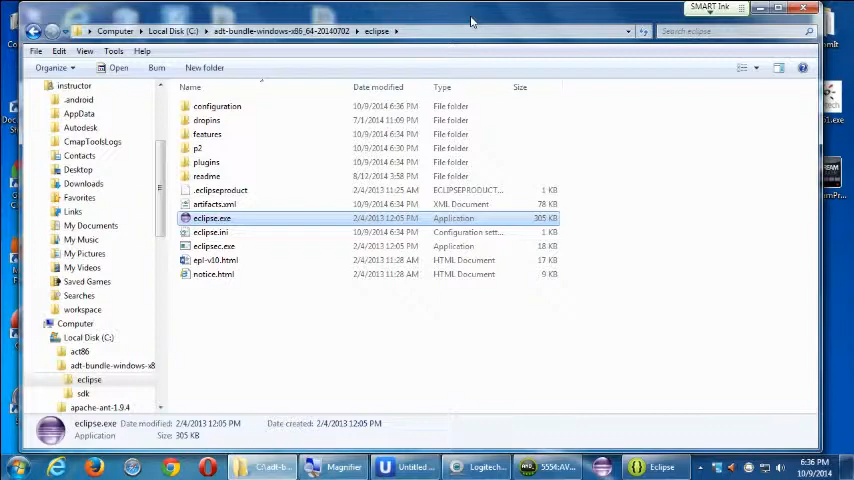 SMART Ink
Computer Local Disk (C:) adt-bundle-windows-x86_64-20140702 eclipse
Search eclipse
File Edit View Tools Help
Organize Open Burn New folder
Name Date modified Type Size
instructor
.android
AppData
Autodesk
CmapToolsLogs
Contacts
Desktop
Downloads
Favorites
Links
My Documents
My Music
My Pictures
My Videos
Saved Games
Searches
workspace
Computer
Local Disk (C:)
act86
adt-bundle-windows-x8
eclipse
sdk
apache-ant-1.9.4
configuration 10/9/2014 6:36 PM File folder
dropins 7/1/2014 11:09 PM File folder
features 10/9/2014 6:34 PM File folder
p2 10/9/2014 6:30 PM File folder
plugins 10/9/2014 6:34 PM File folder
readme 8/12/2014 3:58 PM File folder
.eclipseproduct 2/4/2013 11:25 AM ECLIPSEPRODUCT... 1 KB
artifacts.xml 10/9/2014 6:34 PM XML Document 78 KB
eclipse.exe 2/4/2013 12:05 PM Application 305 KB
eclipse.ini 10/9/2014 6:34 PM Configuration sett... 1 KB
eclipsec.exe 2/4/2013 12:05 PM Application 18 KB
epl-v10.html 2/4/2013 11:28 AM HTML Document 17 KB
notice.html 2/4/2013 11:28 AM HTML Document 9 KB
eclipse.exe Date modified: 2/4/2013 12:05 PM Date created: 2/4/2013 12:05 PM
Application Size: 305 KB
C:\adt-b... Magnifier Untitled ... Logitech... 5554:AV... Eclipse
6:36 PM
10/9/2014